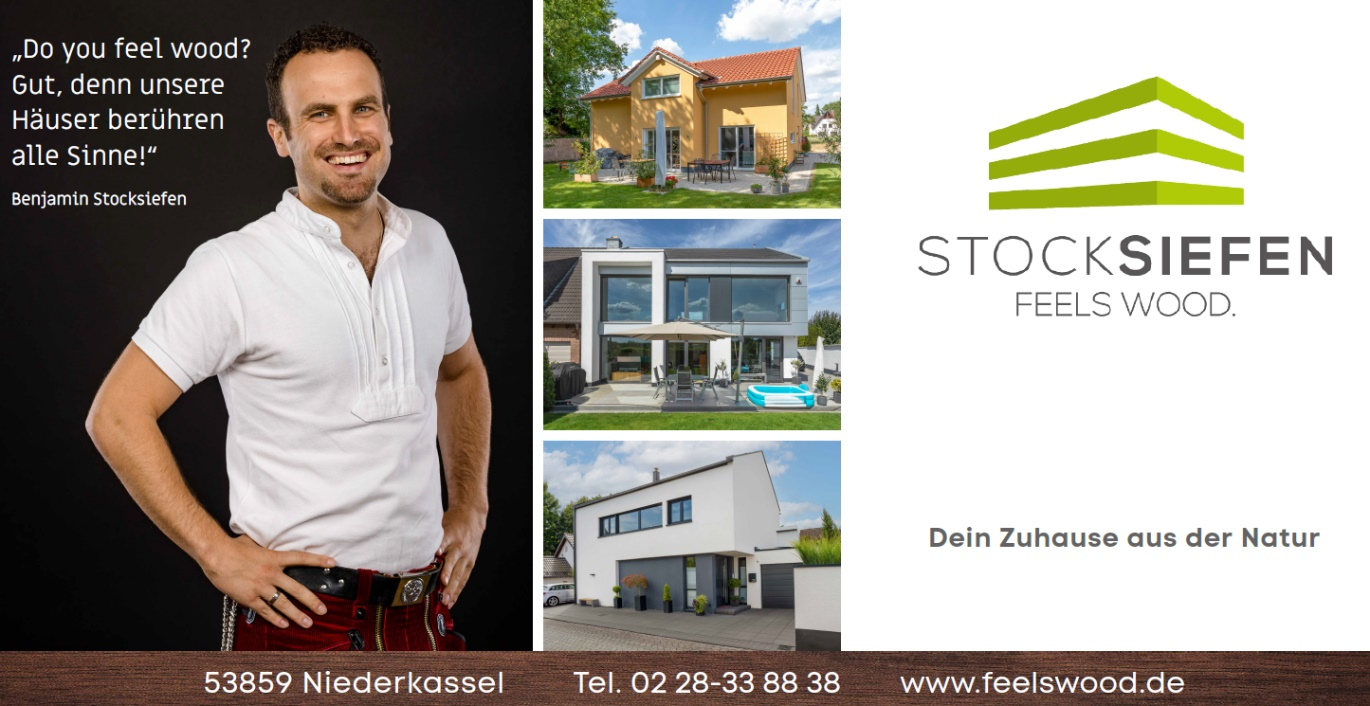 „Do you feel wood?
Gut, denn unsere
Häuser berühren
alle Sinne!“
Benjamin Stocksiefen
STOCKSIEFEN
FEELS WOOD.
Dein Zuhause aus der Natur
53859 Niederkassel Tel. 02 28-33 88 38 www.feelswood.de